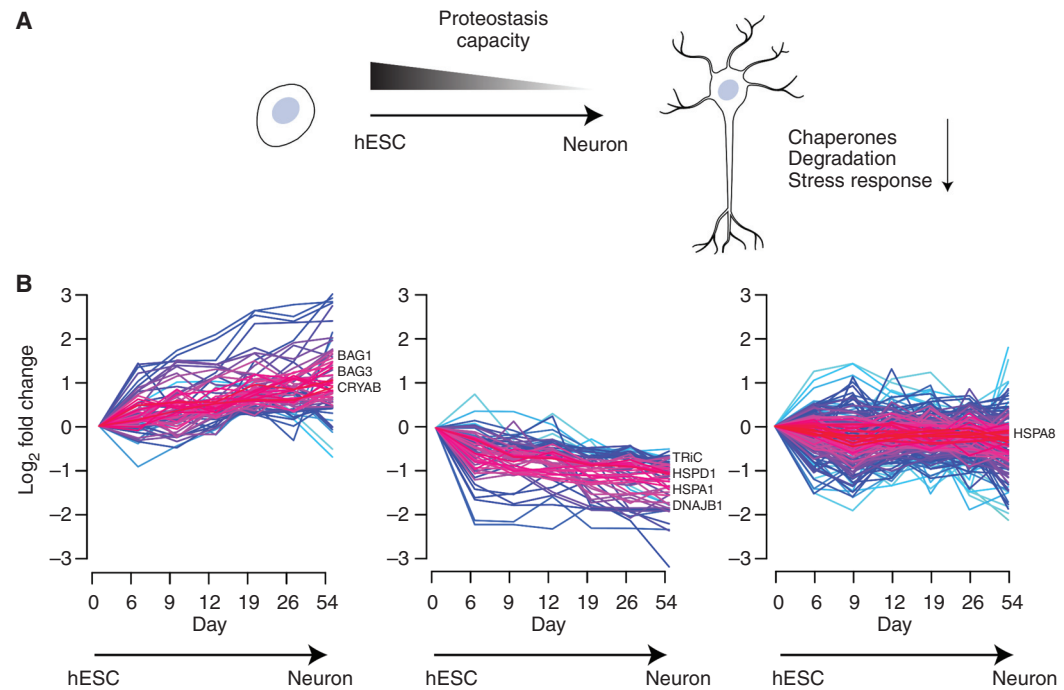 A
Proteostasis
capacity
hESC
Neuron
Chaperones
Degradation
Stress response
B
Log2 fold change
3
2
1
0
–1
–2
–3
BAG1
BAG3
CRYAB
0 6 9 12 19 26 54
Day
hESC Neuron
3
2
1
0
–1
–2
–3
TRiC
HSPD1
HSPA1
DNAJB1
0 6 9 12 19 26 54
Day
hESC Neuron
3
2
1
0
–1
–2
–3
HSPA8
0 6 9 12 19 26 54
Day
hESC Neuron